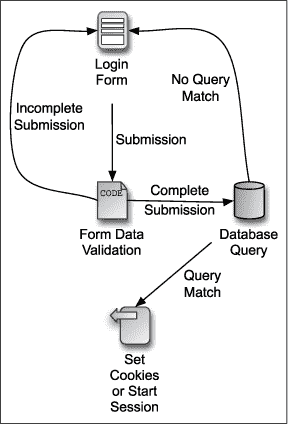 Login
Form
No Query
Match
Incomplete
Submission
Submission
CODE
Complete
Submission
Form Data
Validation
Database
Query
Query
Match
Set
Cookies
or Start
Session